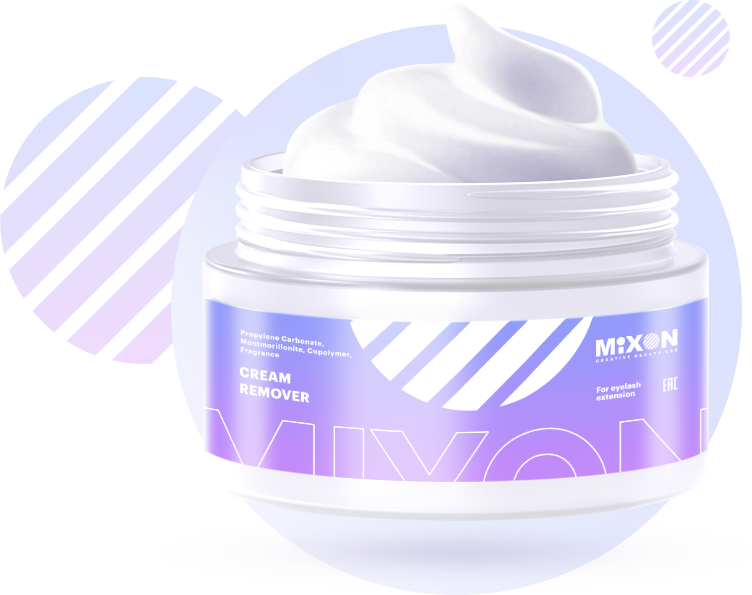 Propylene Carbonate,
Montmorillonite, Copolymer,
Fragrance
CREAM
REMOVER
MiXON
CREATIVE BEAUTY LAB
For eyelash
extension
EAC
MIXON